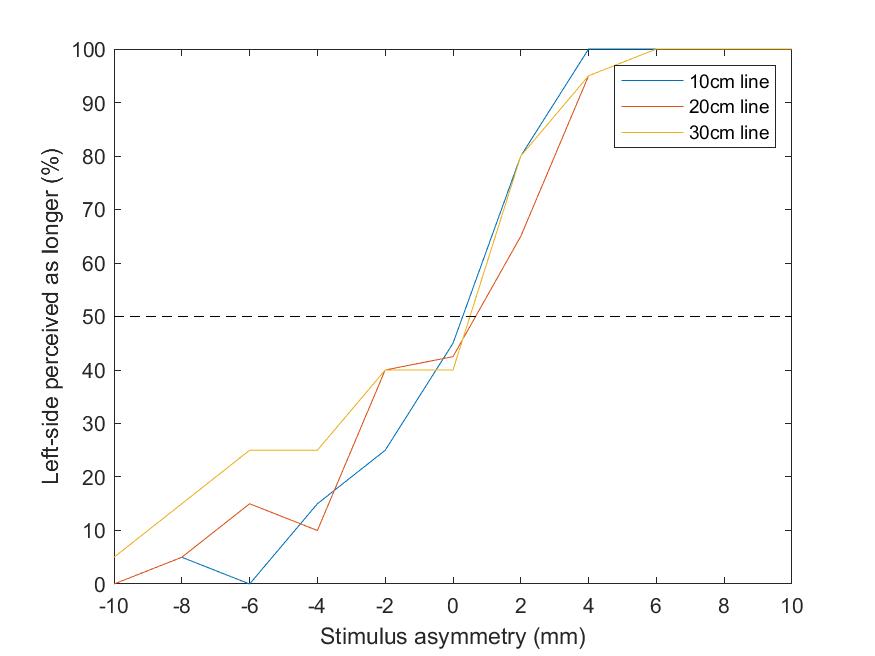 100
90
80
70
60
50
40
30
20
10
0
Left-side perceived as longer (%)
10cm line
20cm line
30cm line
-10 -8 -6 -4 -2 0 2 4 6 8 10
Stimulus asymmetry (mm)